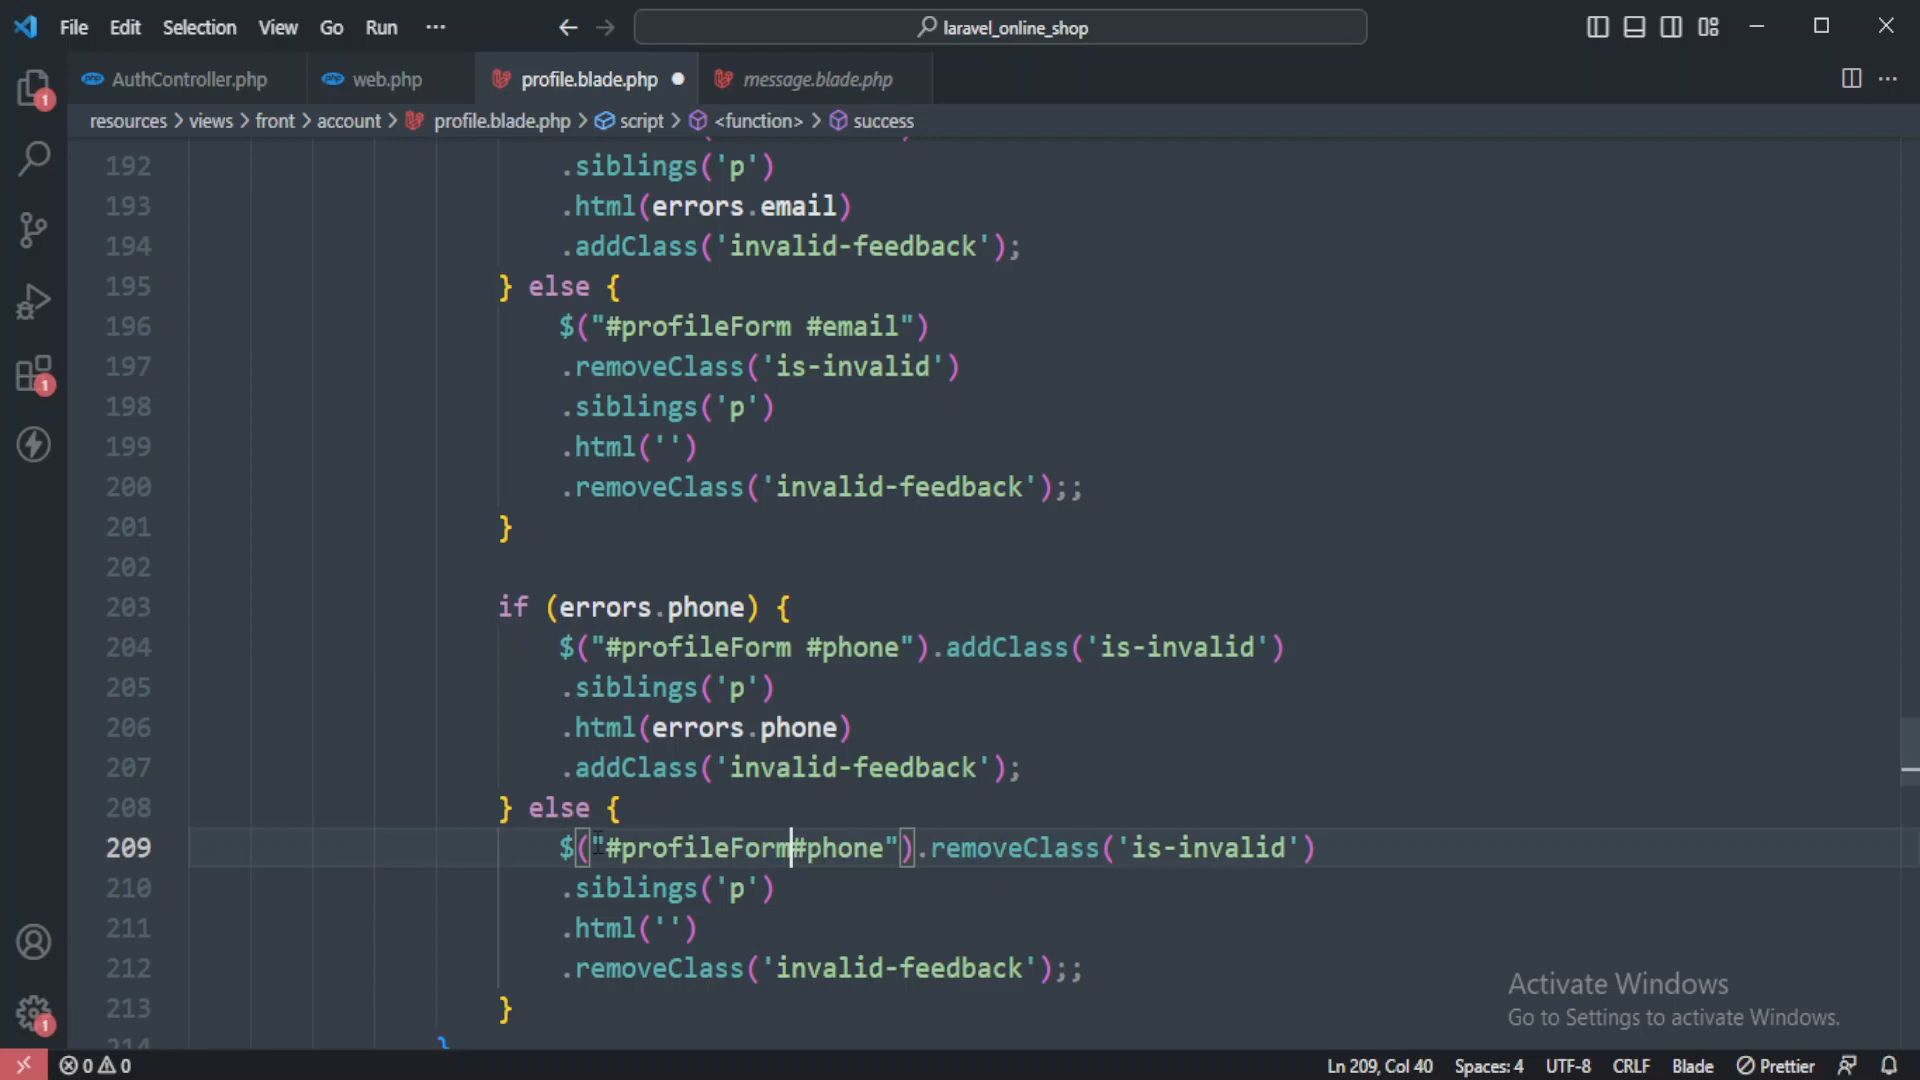 File Edit Selection View Go Run ··· laravel_online_shop
AuthController.php web.php profile.blade.php message.blade.php
resources > views > front > account > profile.blade.php > script > <function> > success
192 .siblings('p')
193 .html(errors.email)
194 .addClass('invalid-feedback');
195 } else {
196 $("#profileForm #email")
197 .removeClass('is-invalid')
198 .siblings('p')
199 .html('')
200 .removeClass('invalid-feedback');;
201 }
202
203 if (errors.phone) {
204 $("#profileForm #phone").addClass('is-invalid')
205 .siblings('p')
206 .html(errors.phone)
207 .addClass('invalid-feedback');
208 } else {
209 $("#profileForm#phone").removeClass('is-invalid')
210 .siblings('p')
211 .html('')
212 .removeClass('invalid-feedback');;
213 }
214 }
Activate Windows
Go to Settings to activate Windows.
0 0 Ln 209, Col 40 Spaces: 4 UTF-8 CRLF Blade Prettier